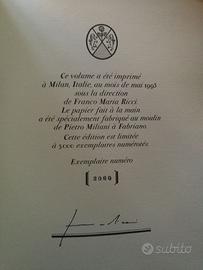 Ce volume a été imprimé
à Milan, Italie, au mois de mai 1993
sous la direction
de Franco Maria Ricci.
Le papier fait à la main
a été spécialement fabriqué au moulin
de Pietro Miliani à Fabriano.
Cette édition est limitée
à 3000 exemplaires numérotés.
Exemplaire numéro
[2060]
subito